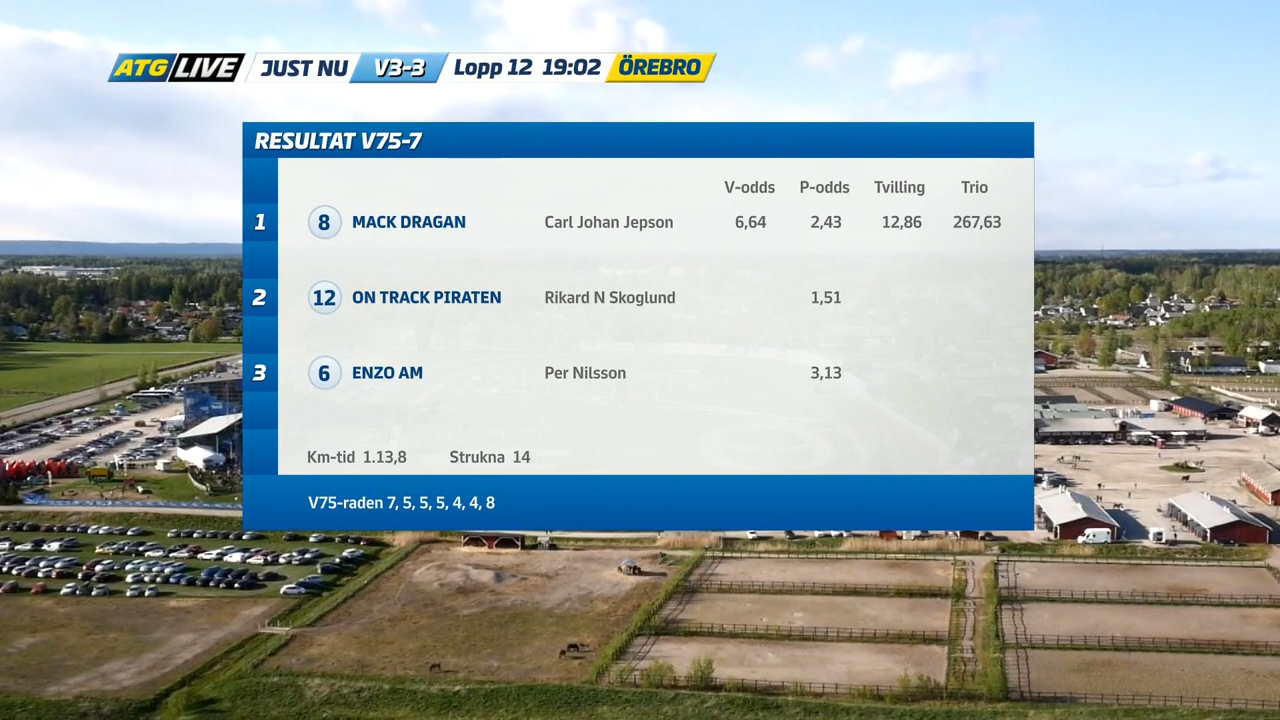 ATG LIVE JUST NU V3-3 Lopp 12 19:02 ÖREBRO
RESULTAT V75-7
V-odds P-odds Tvilling Trio
1 8 MACK DRAGAN Carl Johan Jepson 6,64 2,43 12,86 267,63
2 12 ON TRACK PIRATEN Rikard N Skoglund 1,51
3 6 ENZO AM Per Nilsson 3,13
Km-tid 1.13,8 Strukna 14
V75-raden 7, 5, 5, 5, 4, 4, 8